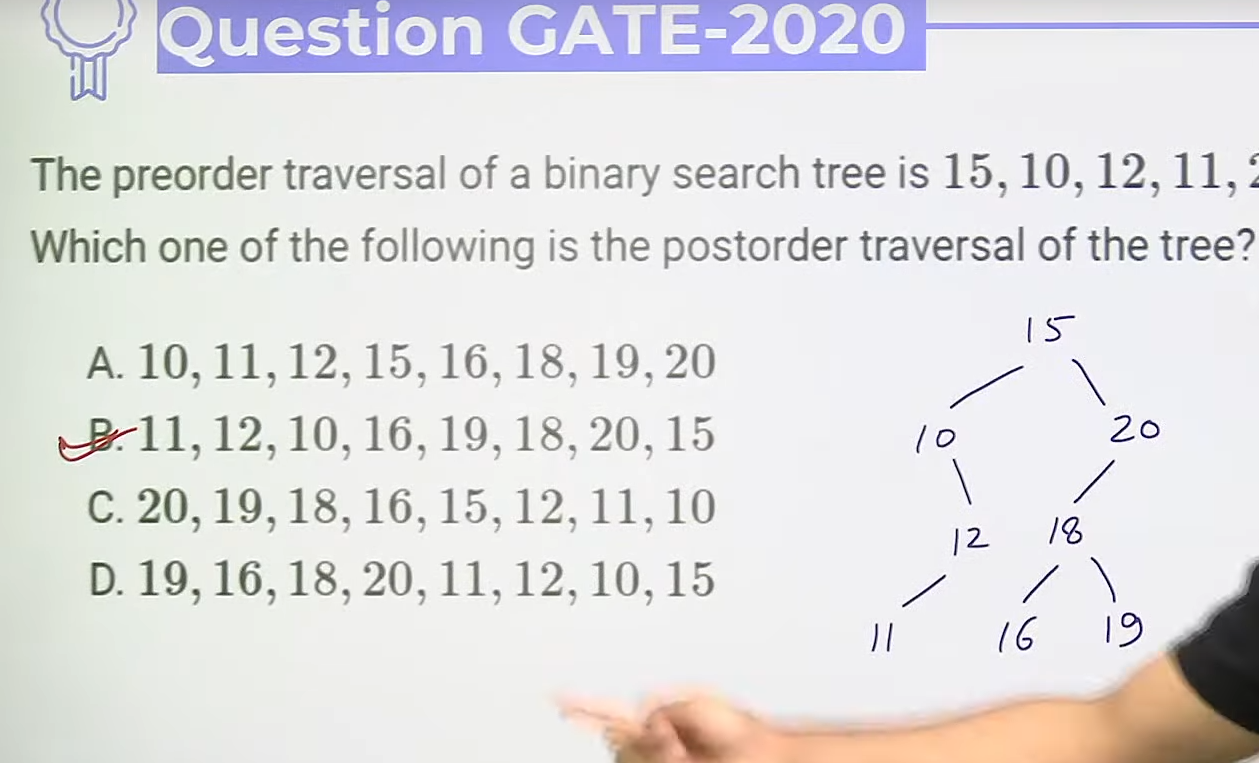 Question GATE-2020
The preorder traversal of a binary search tree is 15, 10, 12, 11,
Which one of the following is the postorder traversal of the tree?
A. 10, 11, 12, 15, 16, 18, 19, 20
B. 11, 12, 10, 16, 19, 18, 20, 15
C. 20, 19, 18, 16, 15, 12, 11, 10
D. 19, 16, 18, 20, 11, 12, 10, 15
15
10 20
12 18
11 16 19